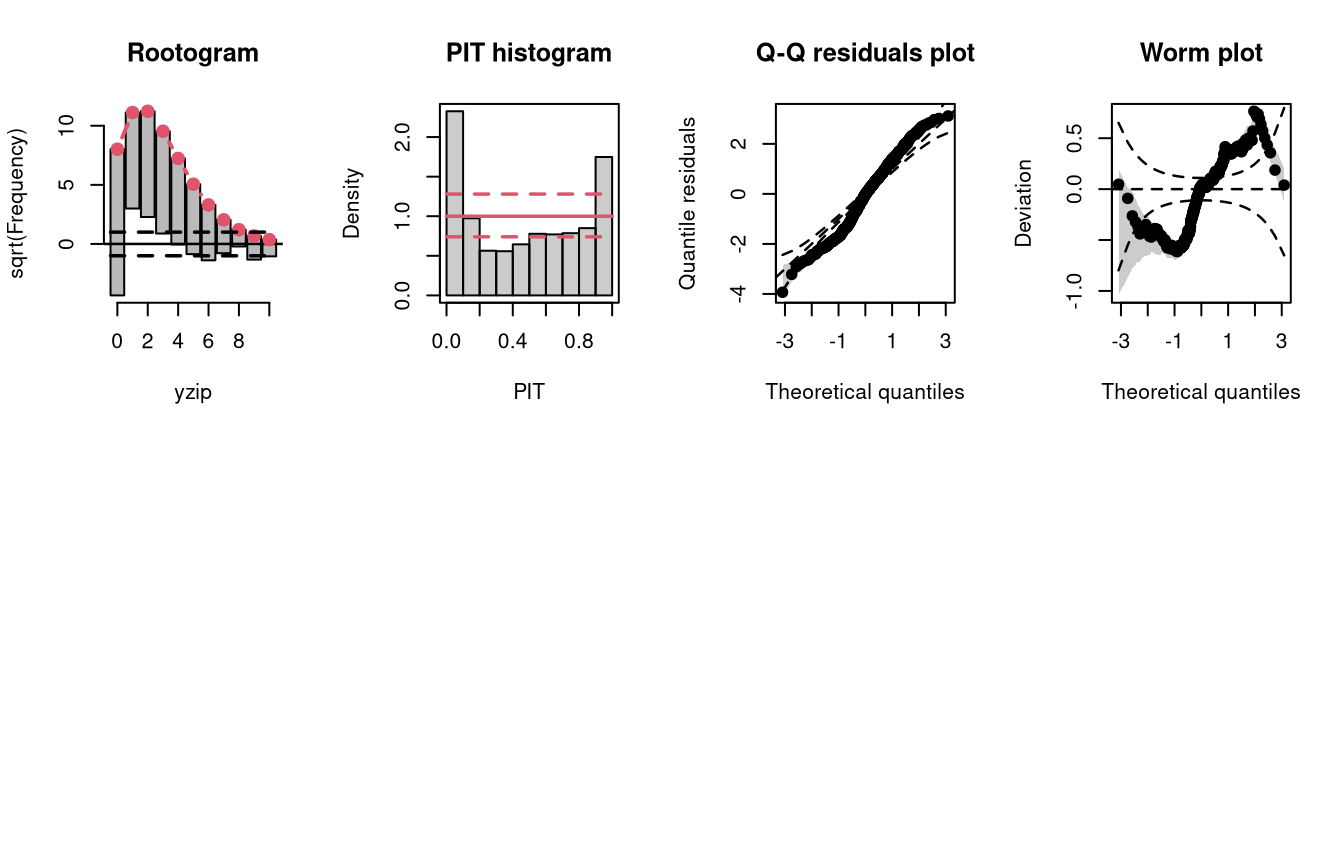 Rootogram
sqrt(Frequency)
10
5
0
0 2 4 6 8
yzip
PIT histogram
Density
2.0
1.0
0.0
0.0 0.4 0.8
PIT
Q-Q residuals plot
Quantile residuals
2
0
-2
-4
-3 -1 1 3
Theoretical quantiles
Worm plot
Deviation
0.5
0.0
-1.0
-3 -1 1 3
Theoretical quantiles